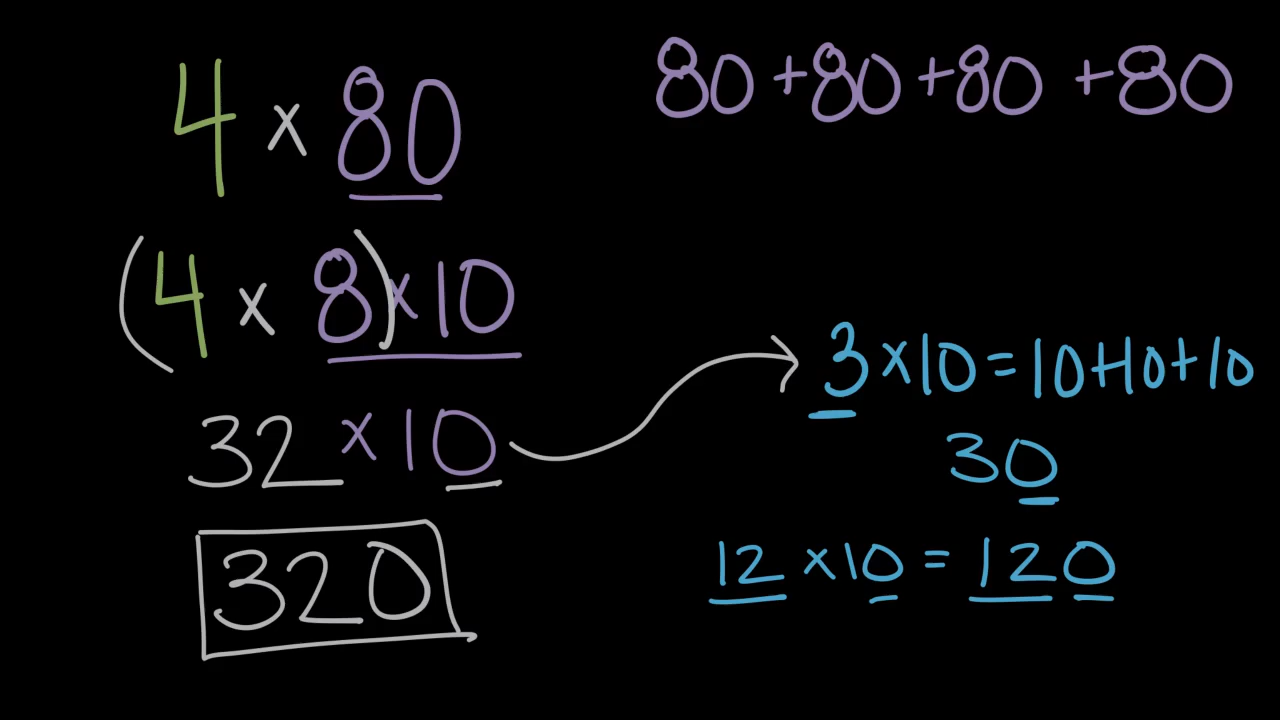 4 × 80
(4 × 8) × 10
32 × 10
320
80 + 80 + 80 + 80
3 × 10 = 10 + 10 + 10
30
12 × 10 = 120